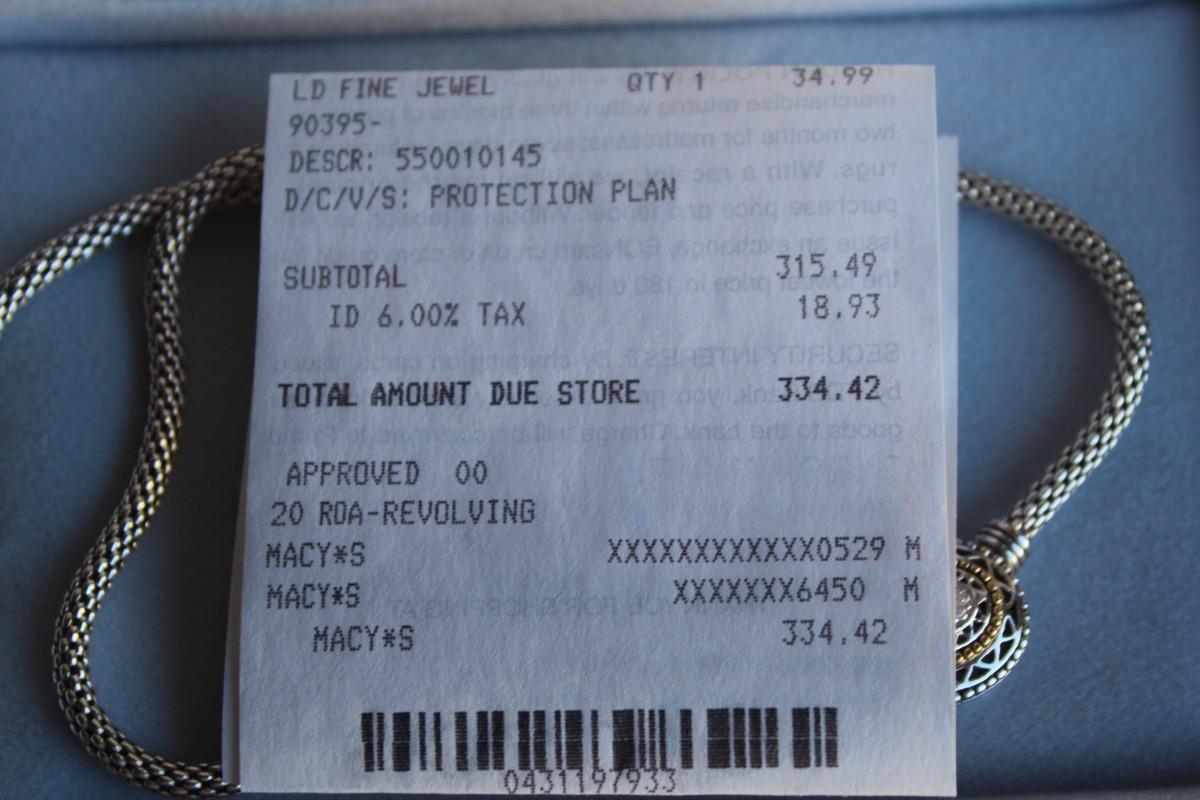 LD FINE JEWEL QTY 1 34.99
90395-
DESCR: 550010145
D/C/V/S: PROTECTION PLAN
SUBTOTAL 315.49
ID 6.00% TAX 18.93
TOTAL AMOUNT DUE STORE 334.42
APPROVED 00
20 RDA-REVOLVING
MACY*S XXXXXXXXXXXX0529 M
MACY*S XXXXXXX6450 M
MACY*S 334.42
0431197933